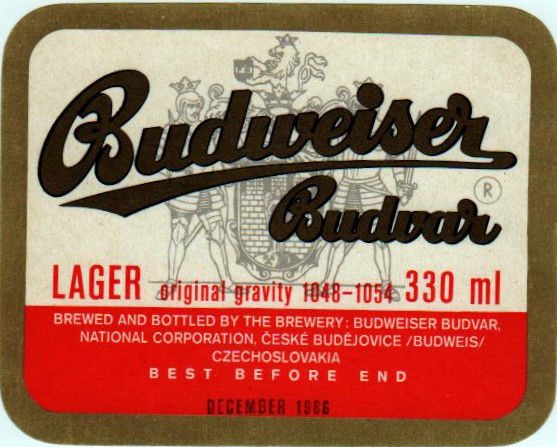 Budweiser
Budvar
®
LAGER original gravity 1048-1054 330 ml
BREWED AND BOTTLED BY THE BREWERY: BUDWEISER BUDVAR,
NATIONAL CORPORATION, ČESKÉ BUDĚJOVICE /BUDWEIS/
CZECHOSLOVAKIA
BEST BEFORE END
DECEMBER 1986